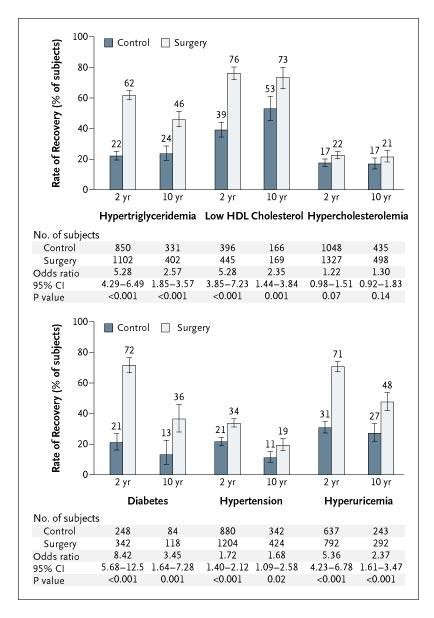 Control Surgery
Rate of Recovery (% of subjects)
100
80
60
40
20
0
22 62 24 46 39 76 53 73 17 22 17 21
2 yr 10 yr 2 yr 10 yr 2 yr 10 yr
Hypertriglyceridemia Low HDL Cholesterol Hypercholesterolemia
No. of subjects
Control 850 331 396 166 1048 435
Surgery 1102 402 445 169 1327 498
Odds ratio 5.28 2.57 5.28 2.35 1.22 1.30
95% CI 4.29–6.49 1.85–3.57 3.85–7.23 1.44–3.84 0.98–1.51 0.92–1.83
P value <0.001 <0.001 <0.001 0.001 0.07 0.14
Control Surgery
Rate of Recovery (% of subjects)
100
80
60
40
20
0
21 72 13 36 21 34 11 19 31 71 27 48
2 yr 10 yr 2 yr 10 yr 2 yr 10 yr
Diabetes Hypertension Hyperuricemia
No. of subjects
Control 248 84 880 342 637 243
Surgery 342 118 1204 424 792 292
Odds ratio 8.42 3.45 1.72 1.68 5.36 2.37
95% CI 5.68–12.5 1.64–7.28 1.40–2.12 1.09–2.58 4.23–6.78 1.61–3.47
P value <0.001 0.001 <0.001 0.02 <0.001 <0.001